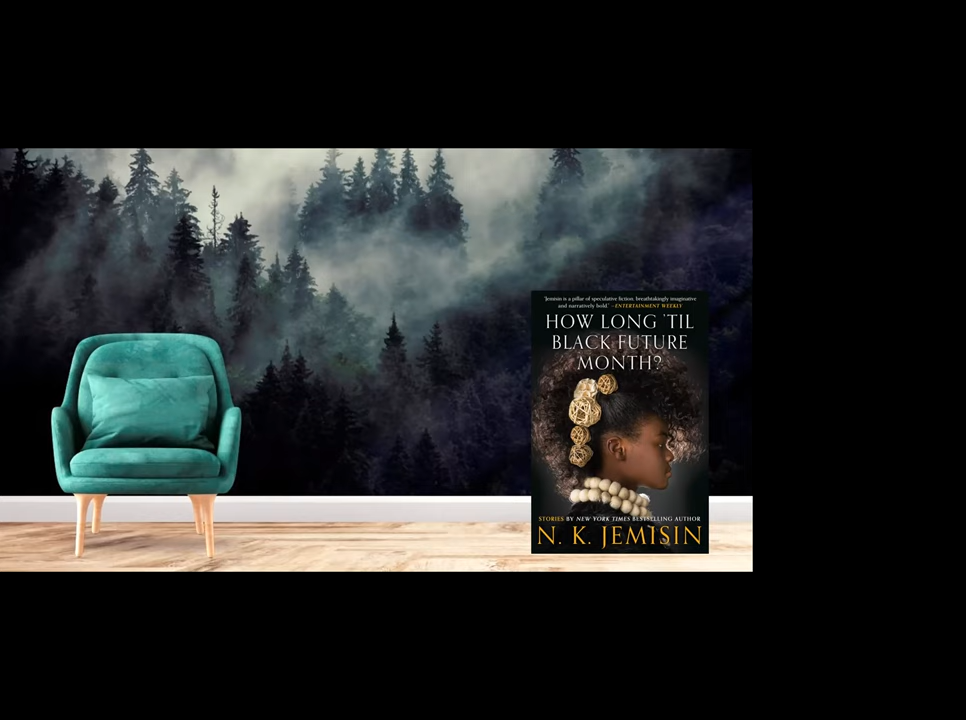 "Jemisin is a pillar of speculative fiction, breathtakingly imaginative
and narratively bold." —ENTERTAINMENT WEEKLY
HOW LONG 'TIL
BLACK FUTURE
MONTH?
STORIES BY NEW YORK TIMES BESTSELLING AUTHOR
N. K. JEMISIN